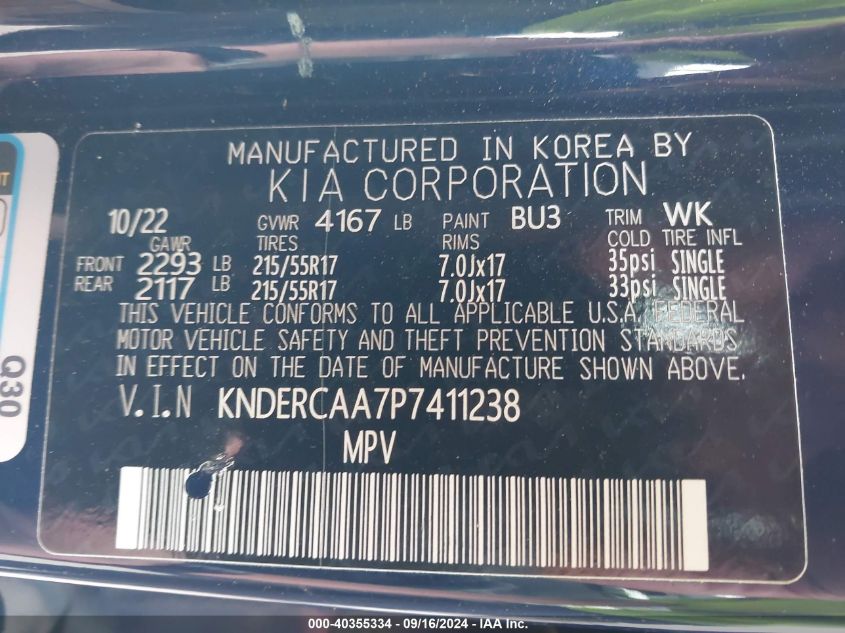 MANUFACTURED IN KOREA BY
KIA CORPORATION
10/22 GVWR 4167 LB PAINT BU3 TRIM WK
GAWR TIRES RIMS COLD TIRE INFL
FRONT 2293 LB 215/55R17 7.0Jx17 35psi SINGLE
REAR 2117 LB 215/55R17 7.0Jx17 33psi SINGLE
THIS VEHICLE CONFORMS TO ALL APPLICABLE U.S.A. FEDERAL
MOTOR VEHICLE SAFETY AND THEFT PREVENTION STANDARDS
IN EFFECT ON THE DATE OF MANUFACTURE SHOWN ABOVE.
V.I.N KNDERCAA7P7411238
MPV
Q30
000-40355334 - 09/16/2024 - IAA Inc.